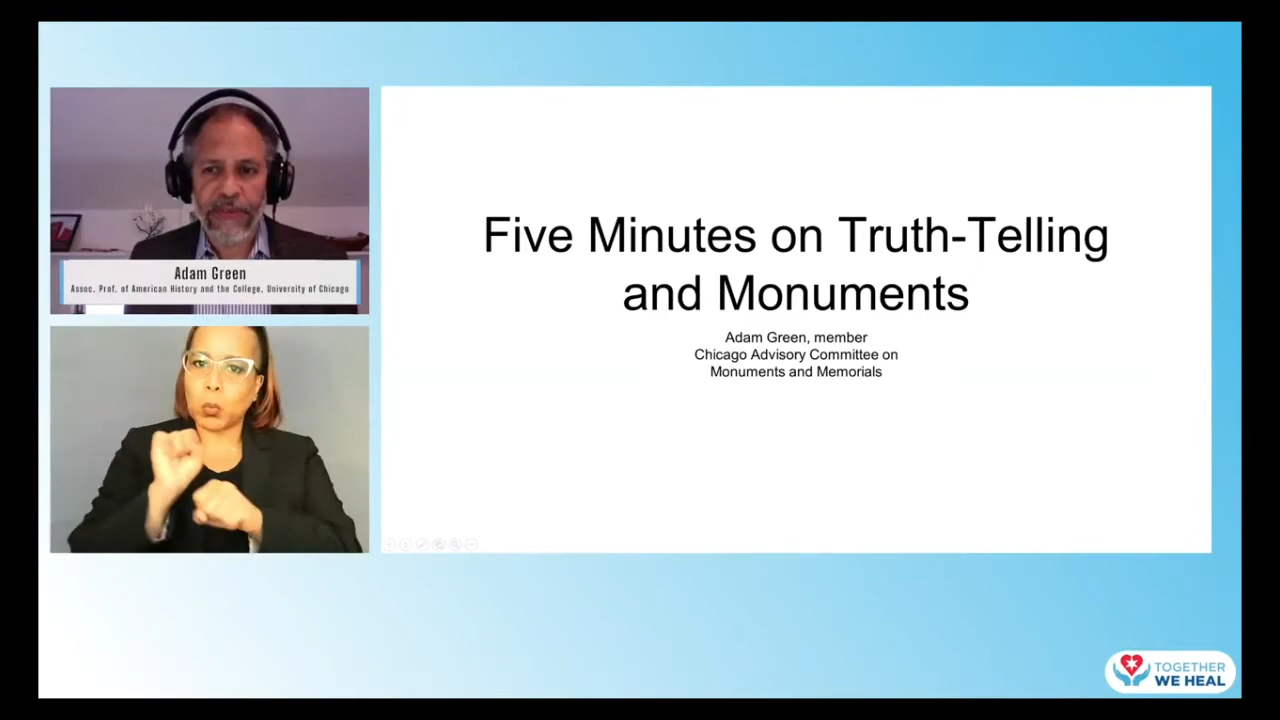 Adam Green
Assoc. Prof. of American History and the College, University of Chicago
Five Minutes on Truth-Telling
and Monuments
Adam Green, member
Chicago Advisory Committee on
Monuments and Memorials
TOGETHER
WE HEAL